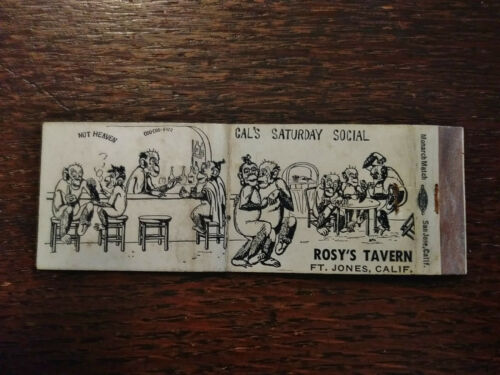 NUT HEAVEN
CAL'S SATURDAY SOCIAL
?
ROSY'S TAVERN
FT. JONES, CALIF.
Monarch Match
San Jose, Calif.